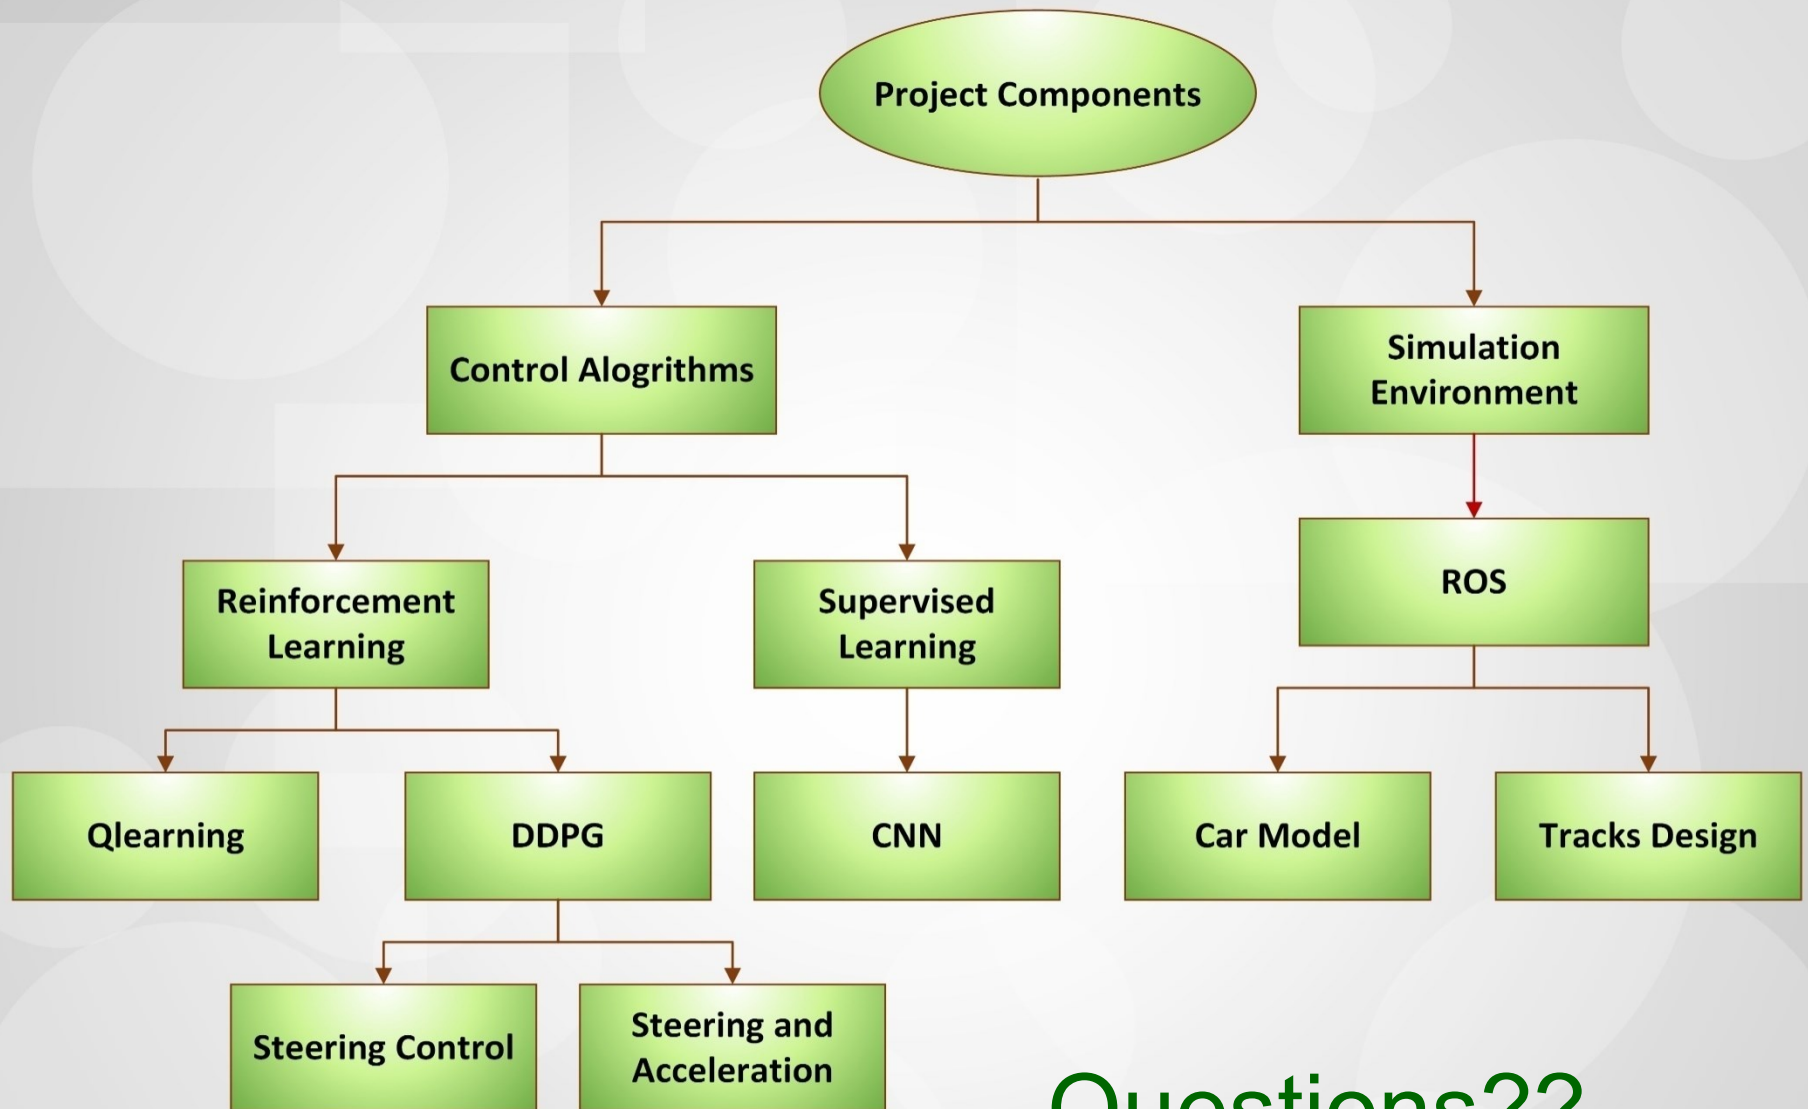 Project Components
Control Alogrithms
Simulation
Environment
Reinforcement
Learning
Supervised
Learning
ROS
Qlearning
DDPG
CNN
Car Model
Tracks Design
Steering Control
Steering and
Acceleration
Questions??